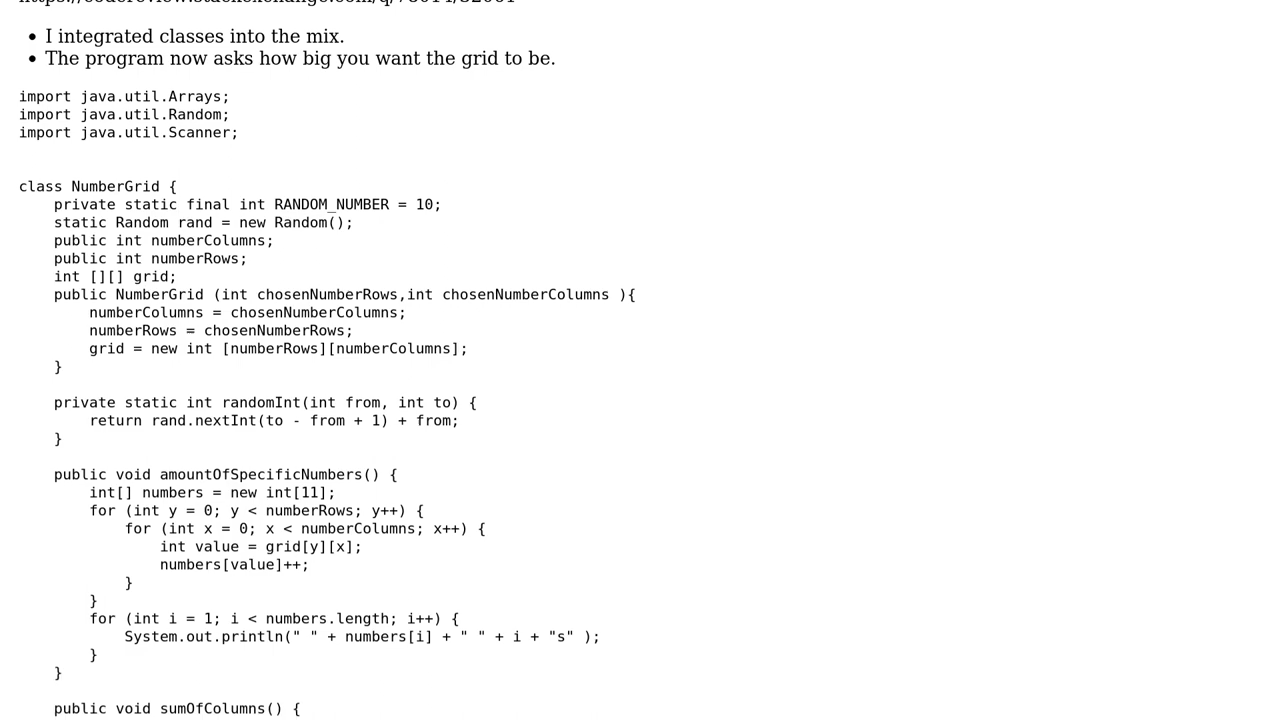 I integrated classes into the mix.
The program now asks how big you want the grid to be.
import java.util.Arrays;
import java.util.Random;
import java.util.Scanner;
class NumberGrid {
    private static final int RANDOM_NUMBER = 10;
    static Random rand = new Random();
    public int numberColumns;
    public int numberRows;
    int [][] grid;
    public NumberGrid (int chosenNumberRows,int chosenNumberColumns ){
        numberColumns = chosenNumberColumns;
        numberRows = chosenNumberRows;
        grid = new int [numberRows][numberColumns];
    }
    private static int randomInt(int from, int to) {
        return rand.nextInt(to - from + 1) + from;
    }
    public void amountOfSpecificNumbers() {
        int[] numbers = new int[11];
        for (int y = 0; y < numberRows; y++) {
            for (int x = 0; x < numberColumns; x++) {
                int value = grid[y][x];
                numbers[value]++;
            }
        }
        for (int i = 1; i < numbers.length; i++) {
            System.out.println(" " + numbers[i] + " " + i + "s" );
        }
    }
    public void sumOfColumns() {